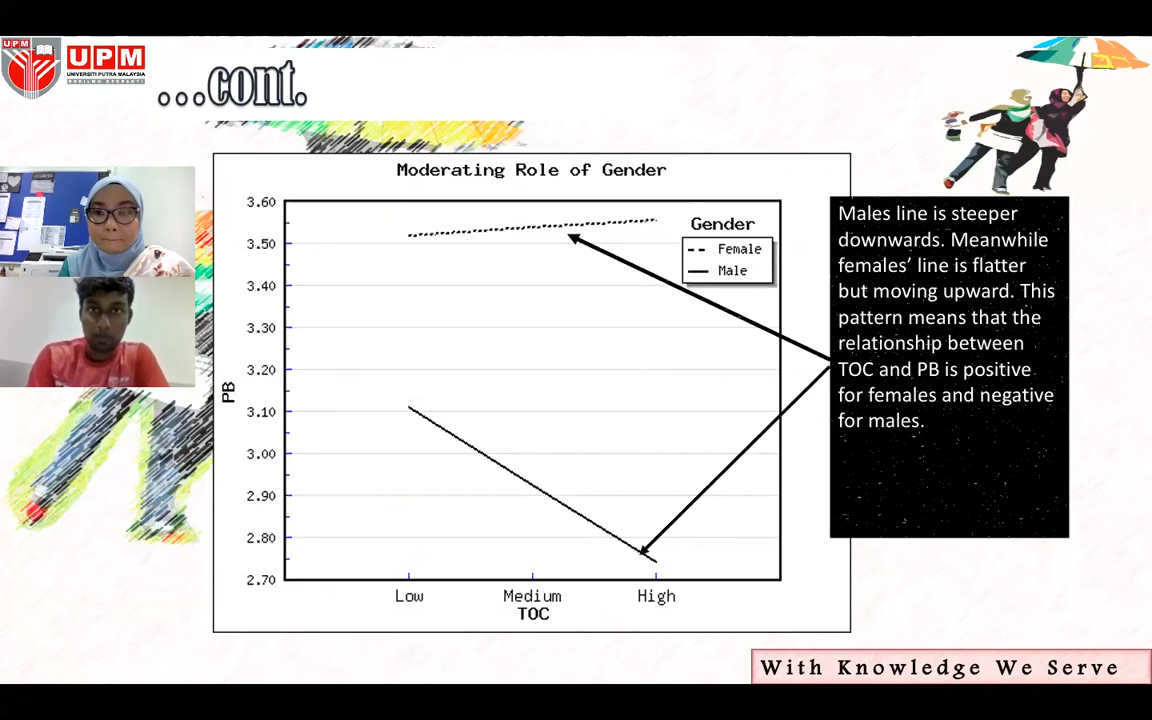 UPM
UPM
UNIVERSITI PUTRA MALAYSIA
...cont.
Moderating Role of Gender
3.60
3.50
3.40
3.30
3.20
3.10
3.00
2.90
2.80
2.70
PB
Gender
Female
Male
Low Medium High
TOC
Males line is steeper
downwards. Meanwhile
females’ line is flatter
but moving upward. This
pattern means that the
relationship between
TOC and PB is positive
for females and negative
for males.
With Knowledge We Serve